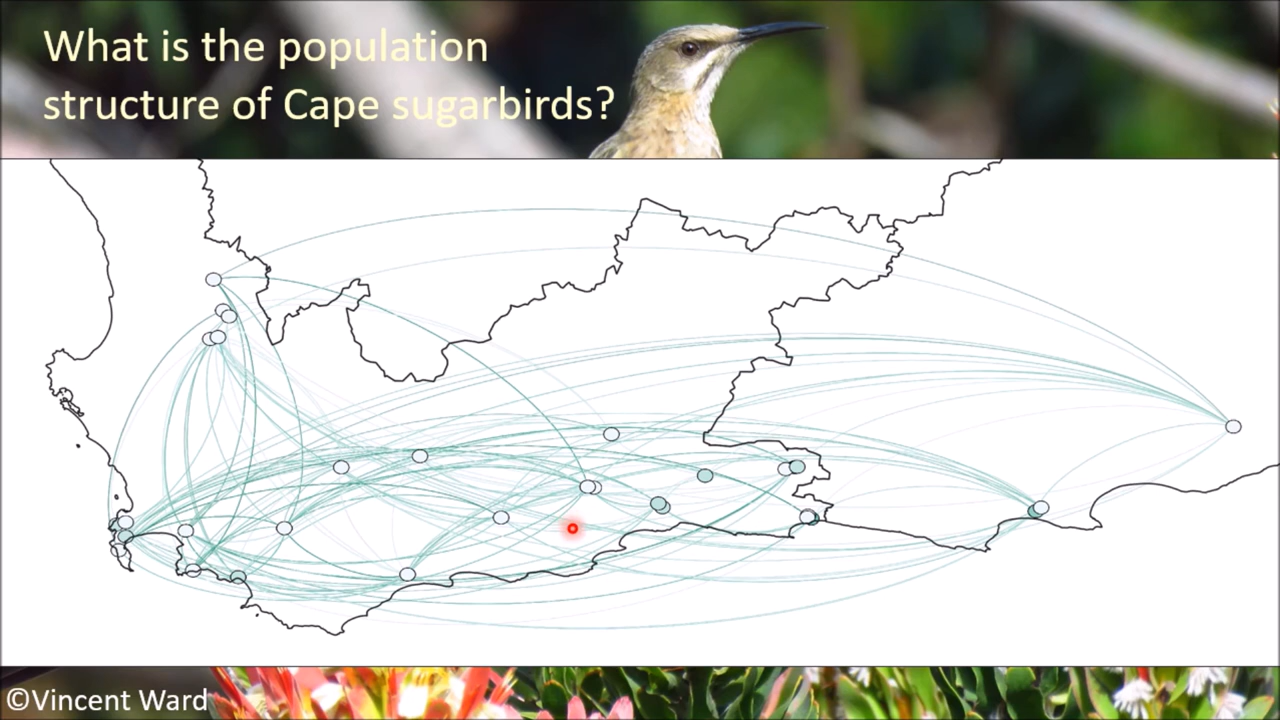 What is the population
structure of Cape sugarbirds?
©Vincent Ward